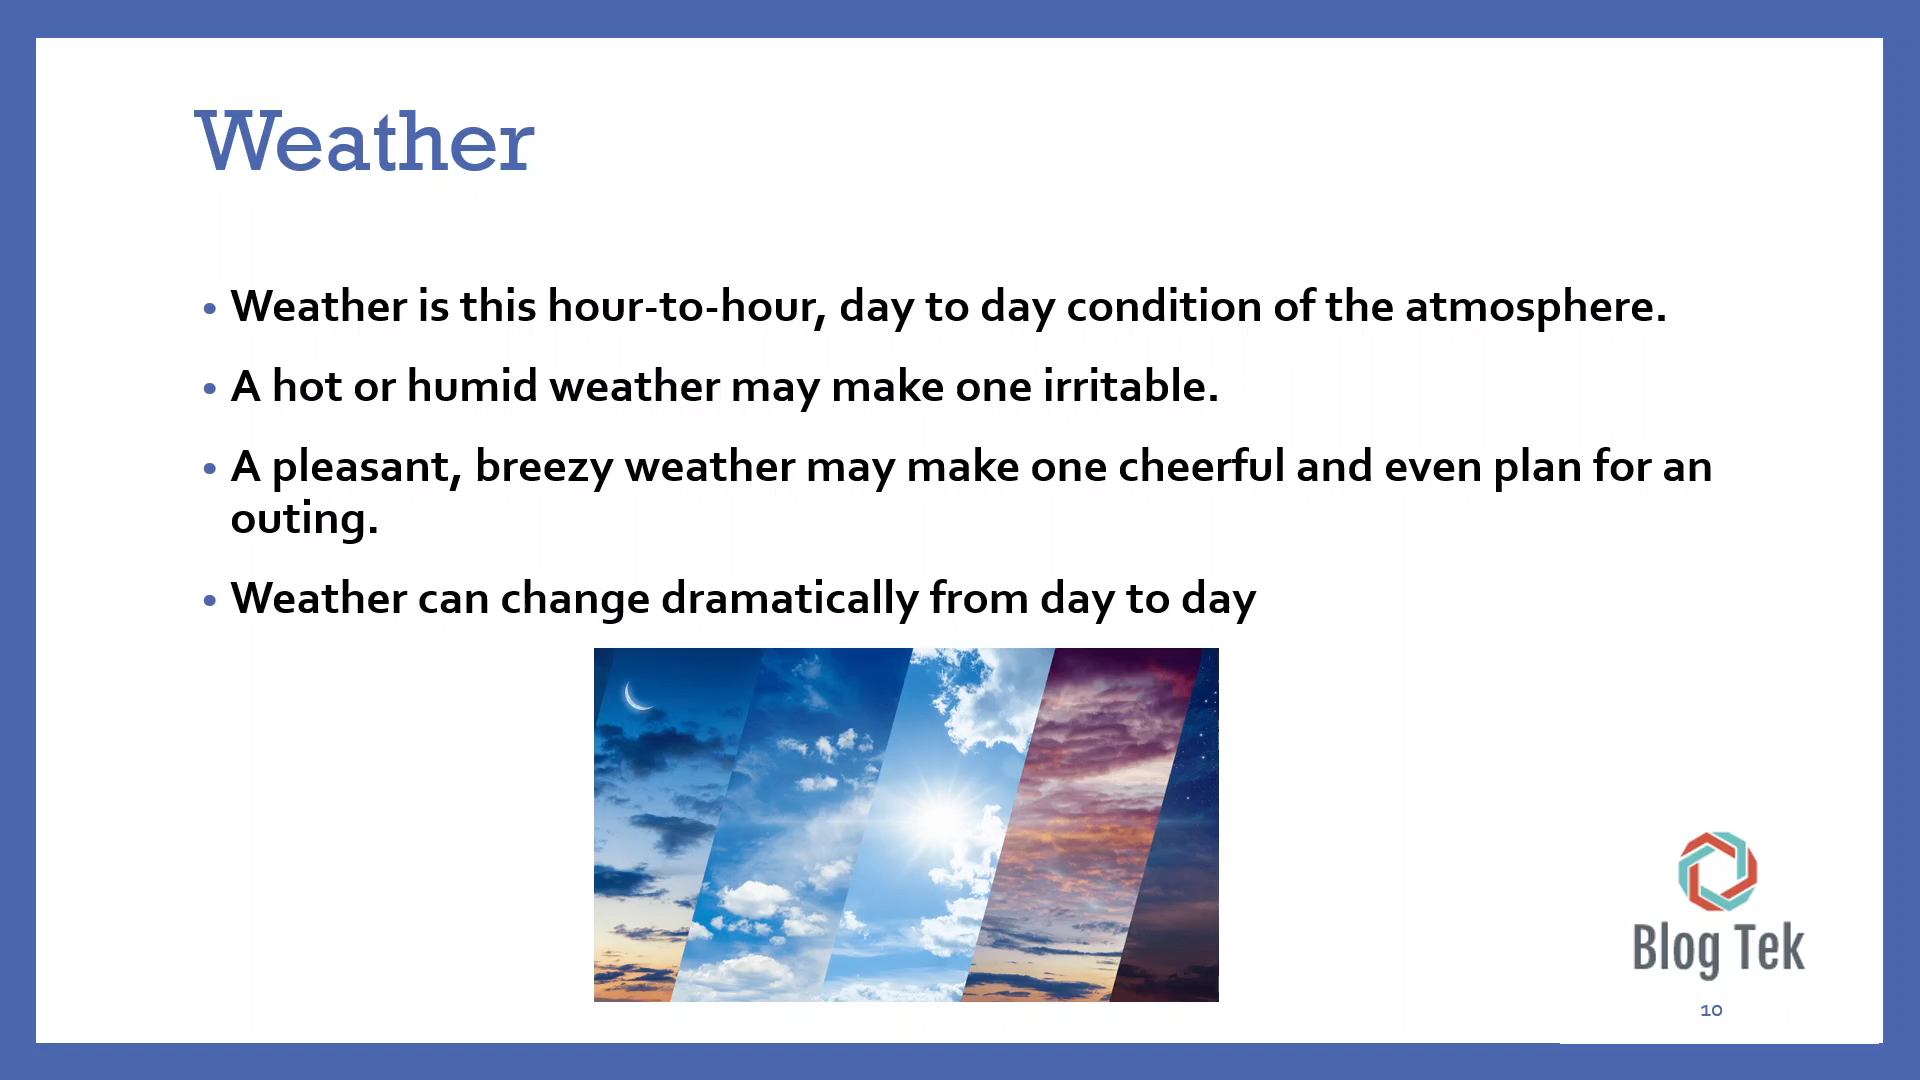 Weather
• Weather is this hour-to-hour, day to day condition of the atmosphere.
• A hot or humid weather may make one irritable.
• A pleasant, breezy weather may make one cheerful and even plan for an
outing.
• Weather can change dramatically from day to day
Blog Tek
10